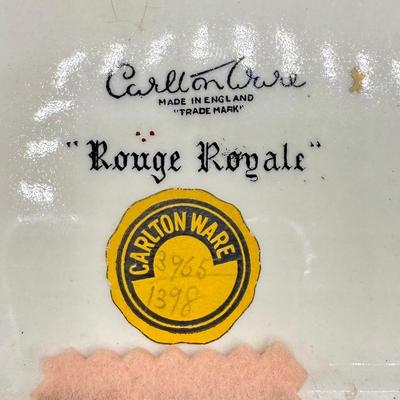 Carlton Ware
MADE IN ENGLAND
"TRADE MARK"
"Rouge Royale"
CARLTON WARE
3965
1398